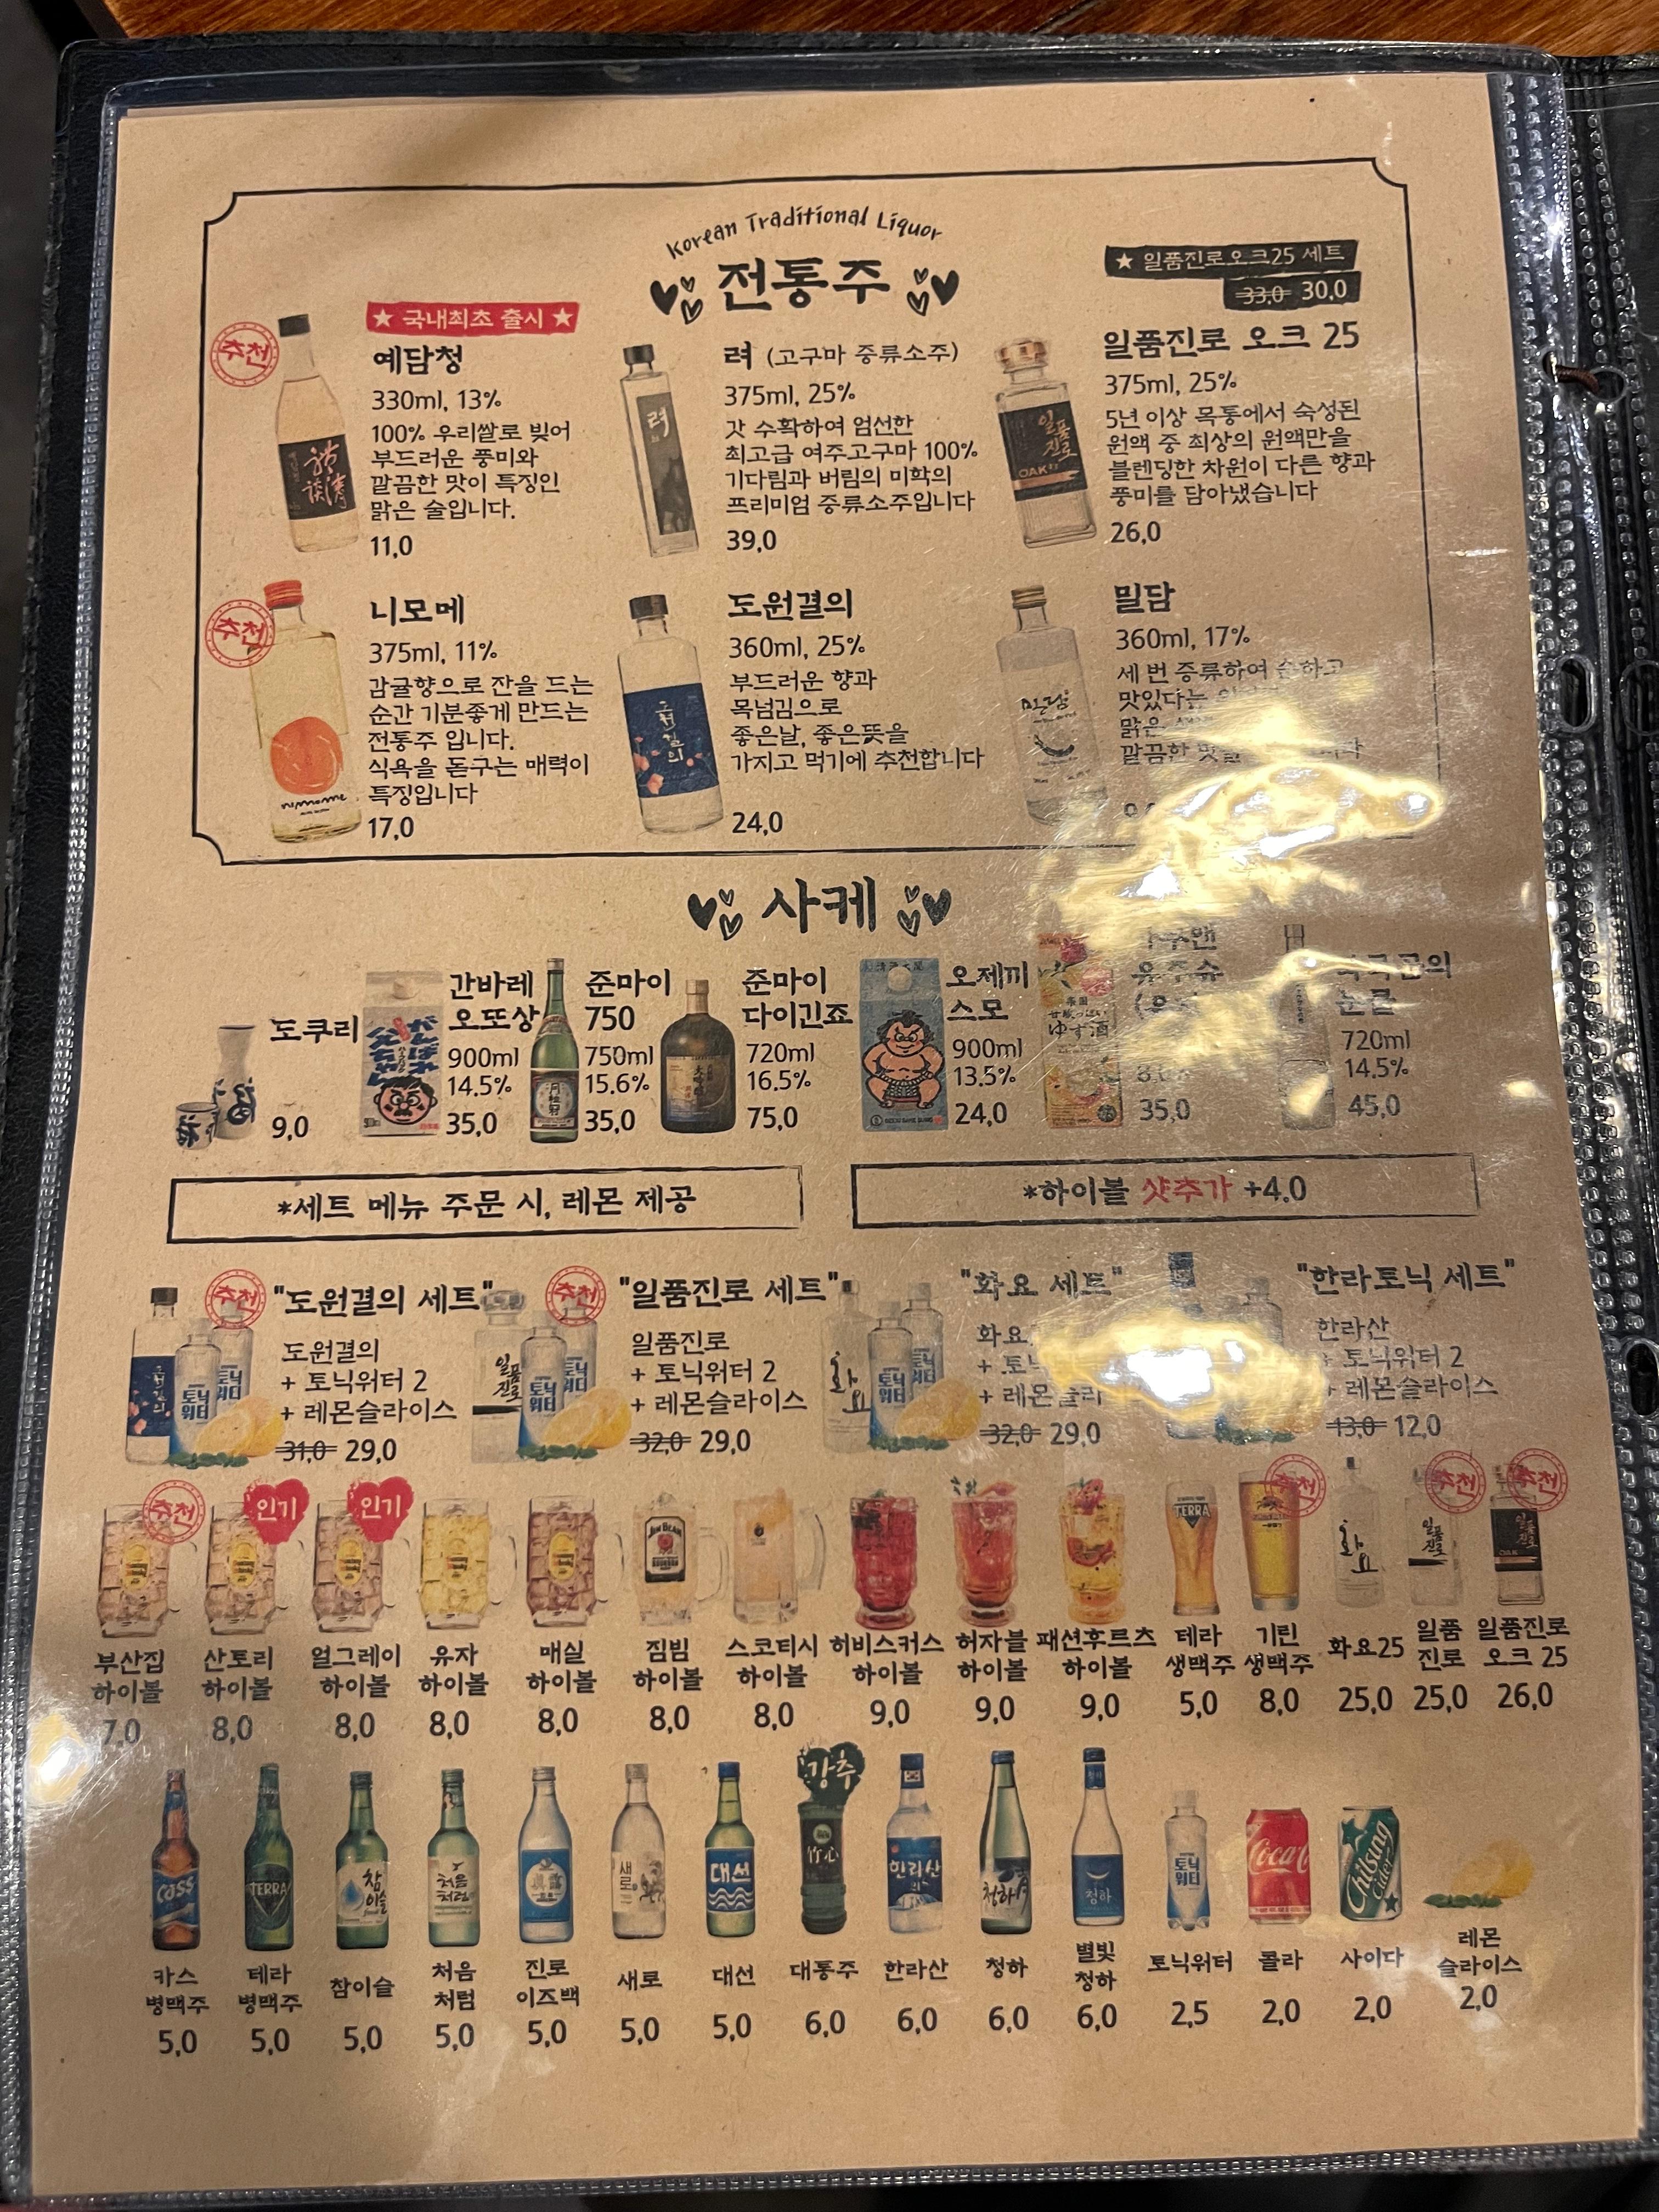 Korean Traditional Liquor
전통주
★ 일품진로오크25 세트
33,0 30,0
추천
★ 국내최초 출시 ★
예담청
330ml, 13%
100% 우리쌀로 빚어
부드러운 풍미와
깔끔한 맛이 특징인
맑은 술입니다.
11,0
려 (고구마 증류소주)
375ml, 25%
갓 수확하여 엄선한
최고급 여주고구마 100%
기다림과 버림의 미학의
프리미엄 증류소주입니다
39,0
일품진로 오크 25
375ml, 25%
5년 이상 목통에서 숙성된
원액 중 최상의 원액만을
블렌딩한 차원이 다른 향과
풍미를 담아냈습니다
26,0
추천
니모메
375ml, 11%
감귤향으로 잔을 드는
순간 기분좋게 만드는
전통주 입니다.
식욕을 돋구는 매력이
특징입니다
17,0
도원결의
360ml, 25%
부드러운 향과
목넘김으로
좋은날, 좋은뜻을
가지고 먹기에 추천합니다
24,0
밀담
360ml, 17%
세 번 증류하여 순하고
맛있다는
맑은
깔끔한 맛을
사케
도쿠리
9,0
간바레
오또상
900ml
14.5%
35,0
준마이
750
750ml
15.6%
35,0
준마이
다이긴죠
720ml
16.5%
75,0
오제끼
스모
900ml
13.5%
24,0
유주슈
35,0
720ml
14.5%
45,0
*세트 메뉴 주문 시, 레몬 제공
*하이볼 샷추가 +4.0
추천
"도원결의 세트"
도원결의
+ 토닉워터 2
+ 레몬슬라이스
31,0 29,0
추천
"일품진로 세트"
일품진로
+ 토닉워터 2
+ 레몬슬라이스
32,0 29,0
"화요 세트"
화요
+ 토닉
+ 레몬슬라
32,0 29,0
"한라토닉 세트"
한라산
+ 토닉워터 2
+ 레몬슬라이스
13,0 12,0
추천 인기 인기 추천 추천 추천
부산집
하이볼
7,0
산토리
하이볼
8,0
얼그레이
하이볼
8,0
유자
하이볼
8,0
매실
하이볼
8,0
짐빔
하이볼
8,0
스코티시
하이볼
8,0
허비스커스
하이볼
9,0
허자블
하이볼
9,0
패션후르츠
하이볼
9,0
테라
생맥주
5,0
기린
생맥주
8,0
화요25
25,0
일품
진로
25,0
일품진로
오크 25
26,0
강추
카스
병맥주
5,0
테라
병맥주
5,0
참이슬
5,0
처음
처럼
5,0
진로
이즈백
5,0
새로
5,0
대선
5,0
대통주
6,0
한라산
6,0
청하
6,0
별빛
청하
6,0
토닉워터
2,5
콜라
2,0
사이다
2,0
레몬
슬라이스
2,0